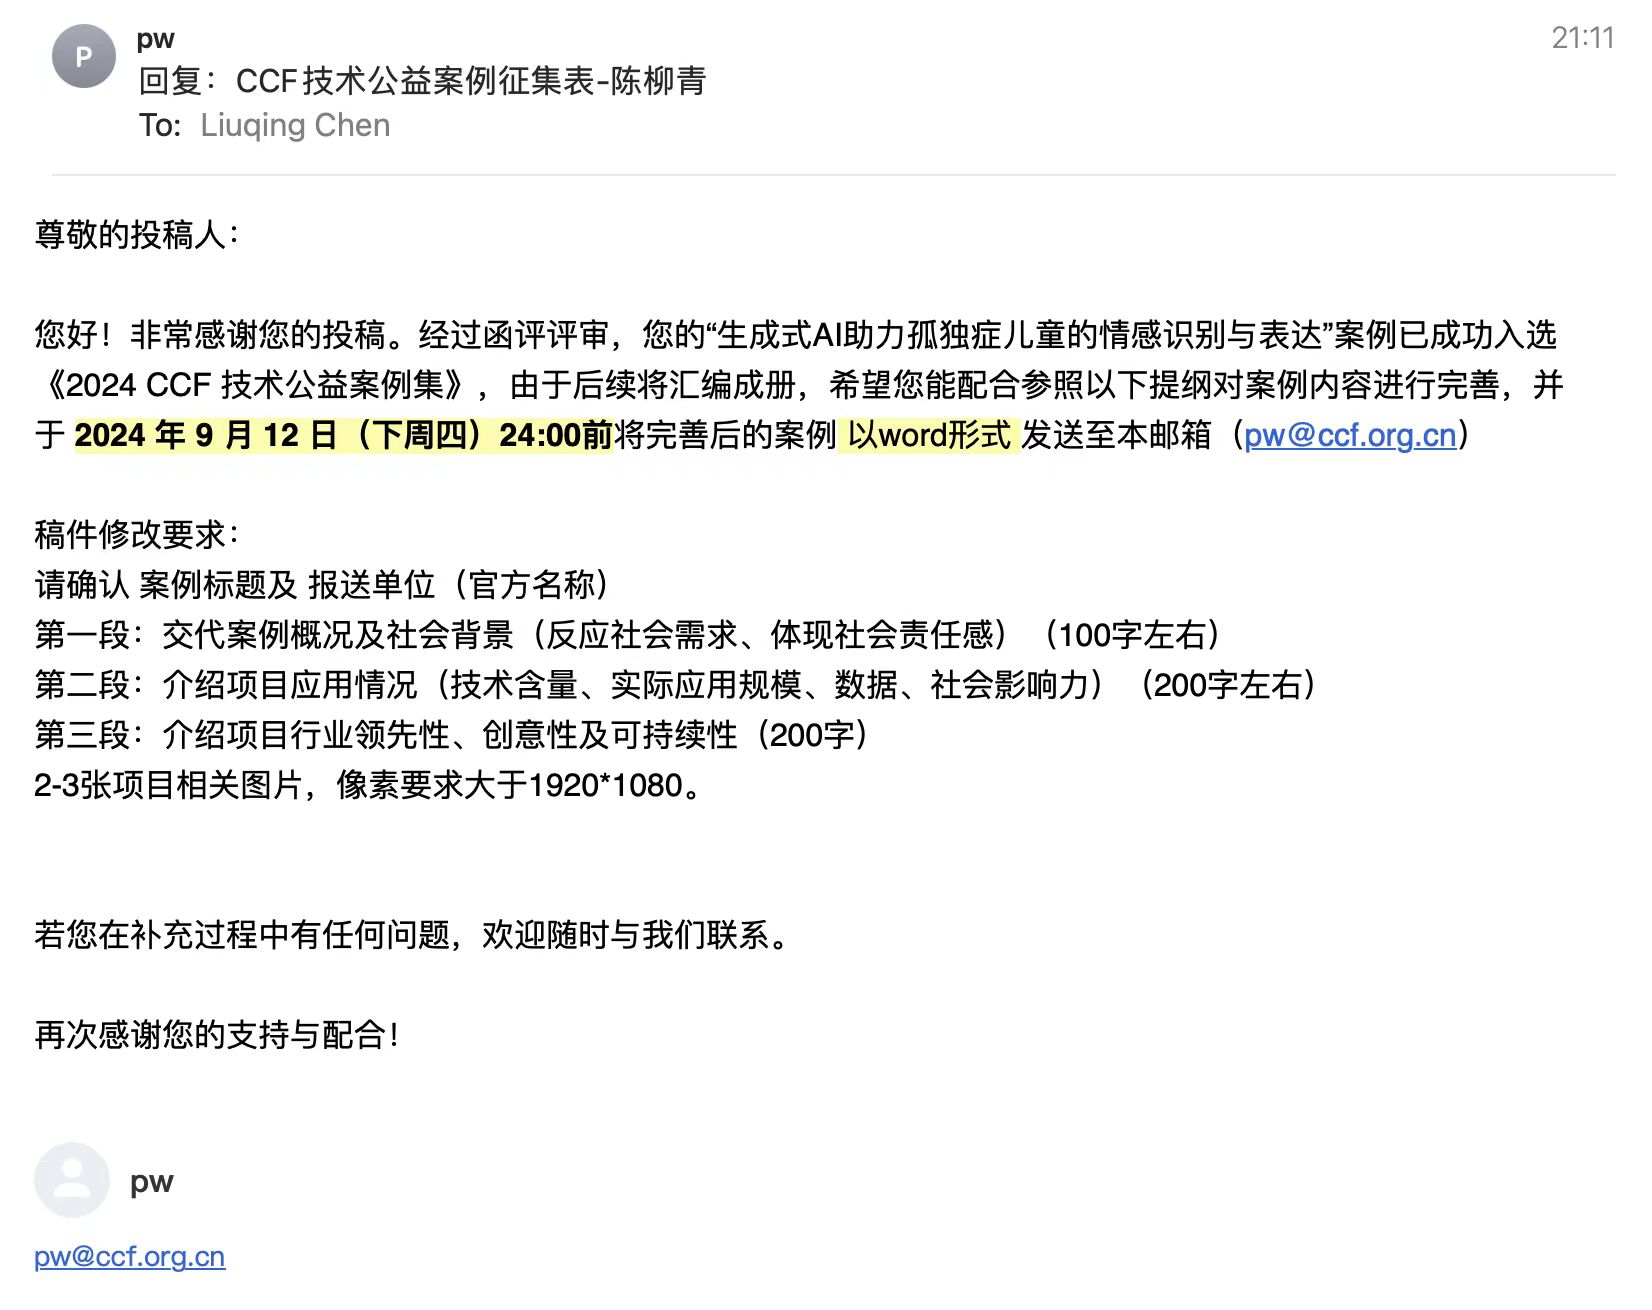 P
pw
21:11
回复：CCF技术公益案例征集表-陈柳青
To: Liuqing Chen
尊敬的投稿人：
您好！非常感谢您的投稿。经过函评评审，您的“生成式AI助力孤独症儿童的情感识别与表达”案例已成功入选
《2024 CCF 技术公益案例集》，由于后续将汇编成册，希望您能配合参照以下提纲对案例内容进行完善，并
于 2024 年 9 月 12 日（下周四）24:00前将完善后的案例 以word形式 发送至本邮箱（pw@ccf.org.cn）
稿件修改要求：
请确认 案例标题及 报送单位（官方名称）
第一段：交代案例概况及社会背景（反应社会需求、体现社会责任感）（100字左右）
第二段：介绍项目应用情况（技术含量、实际应用规模、数据、社会影响力）（200字左右）
第三段：介绍项目行业领先性、创意性及可持续性（200字）
2-3张项目相关图片，像素要求大于1920*1080。
若您在补充过程中有任何问题，欢迎随时与我们联系。
再次感谢您的支持与配合！
pw
pw@ccf.org.cn